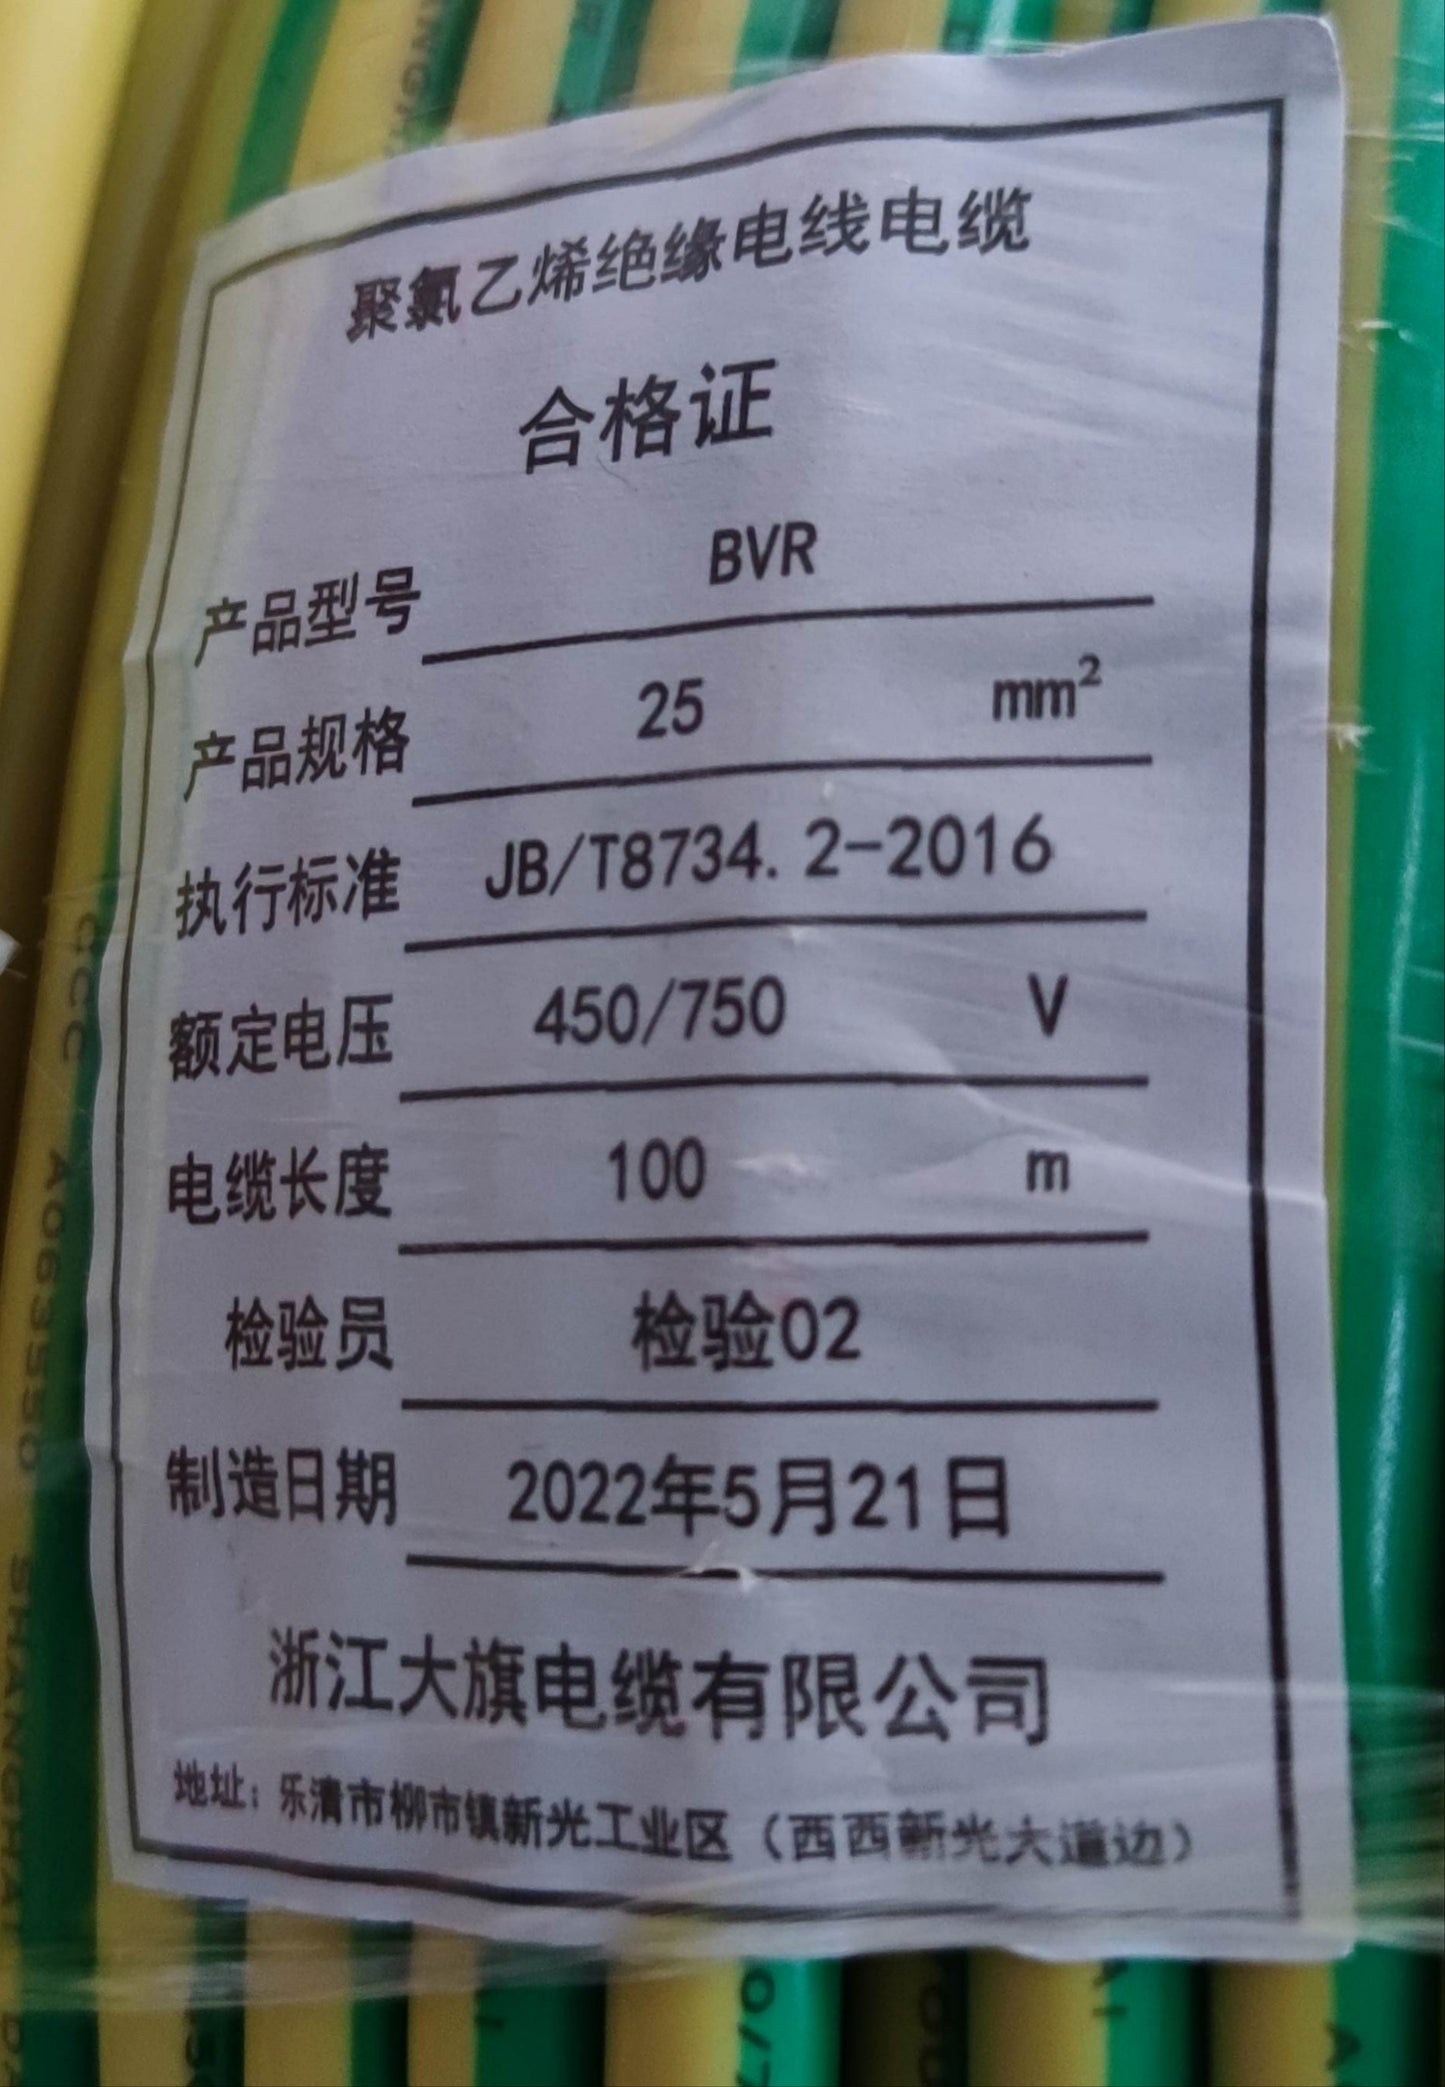 聚氯乙烯绝缘电线电缆
合格证
产品型号 BVR
产品规格 25 mm²
执行标准 JB/T8734.2-2016
额定电压 450/750 V
电缆长度 100 m
检验员 检验02
制造日期 2022年5月21日
浙江大旗电缆有限公司
地址：乐清市柳市镇新光工业区（西西新光大道边）
CCC A063550 SHANGHAI